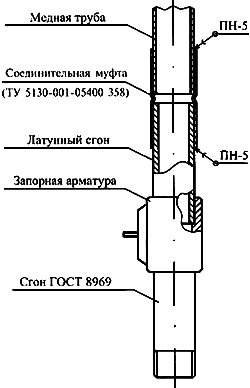 Медная труба
ПН-5
Соединительная муфта
(ТУ 5130-001-05400 358)
Латунный сгон
ПН-5
Запорная арматура
Сгон ГОСТ 8969